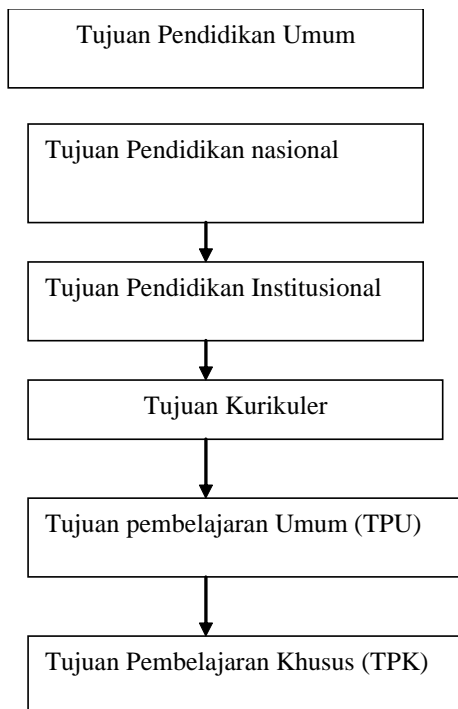 Tujuan Pendidikan Umum
Tujuan Pendidikan nasional
Tujuan Pendidikan Institusional
Tujuan Kurikuler
Tujuan pembelajaran Umum (TPU)
Tujuan Pembelajaran Khusus (TPK)